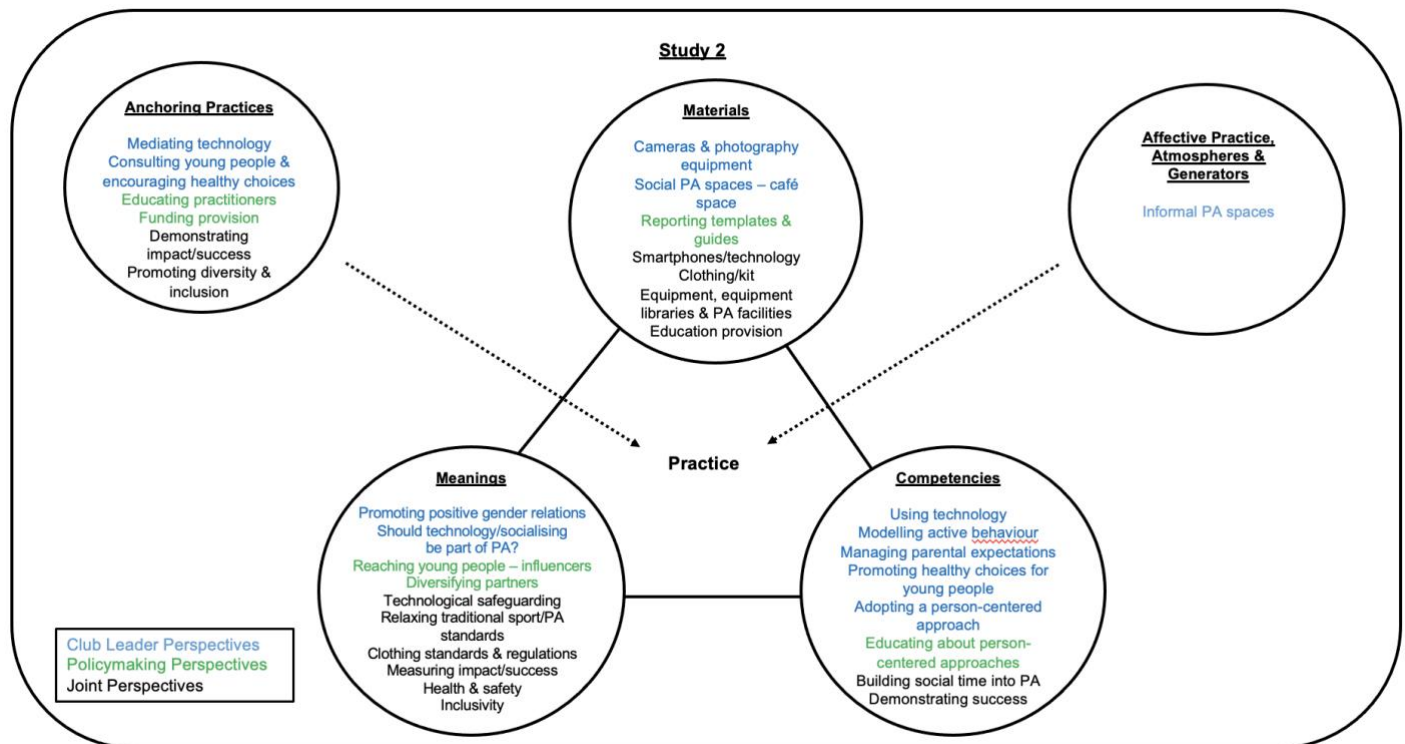 Study 2
Anchoring Practices
Mediating technology
Consulting young people &
encouraging healthy choices
Educating practitioners
Funding provision
Demonstrating
impact/success
Promoting diversity &
inclusion
Materials
Cameras & photography
equipment
Social PA spaces – café
space
Reporting templates &
guides
Smartphones/technology
Clothing/kit
Equipment, equipment
libraries & PA facilities
Education provision
Affective Practice,
Atmospheres &
Generators
Informal PA spaces
Practice
Meanings
Promoting positive gender relations
Should technology/socialising
be part of PA?
Reaching young people – influencers
Diversifying partners
Technological safeguarding
Relaxing traditional sport/PA
standards
Clothing standards & regulations
Measuring impact/success
Health & safety
Inclusivity
Competencies
Using technology
Modelling active behaviour
Managing parental expectations
Promoting healthy choices for
young people
Adopting a person-centered
approach
Educating about person-
centered approaches
Building social time into PA
Demonstrating success
Club Leader Perspectives
Policymaking Perspectives
Joint Perspectives